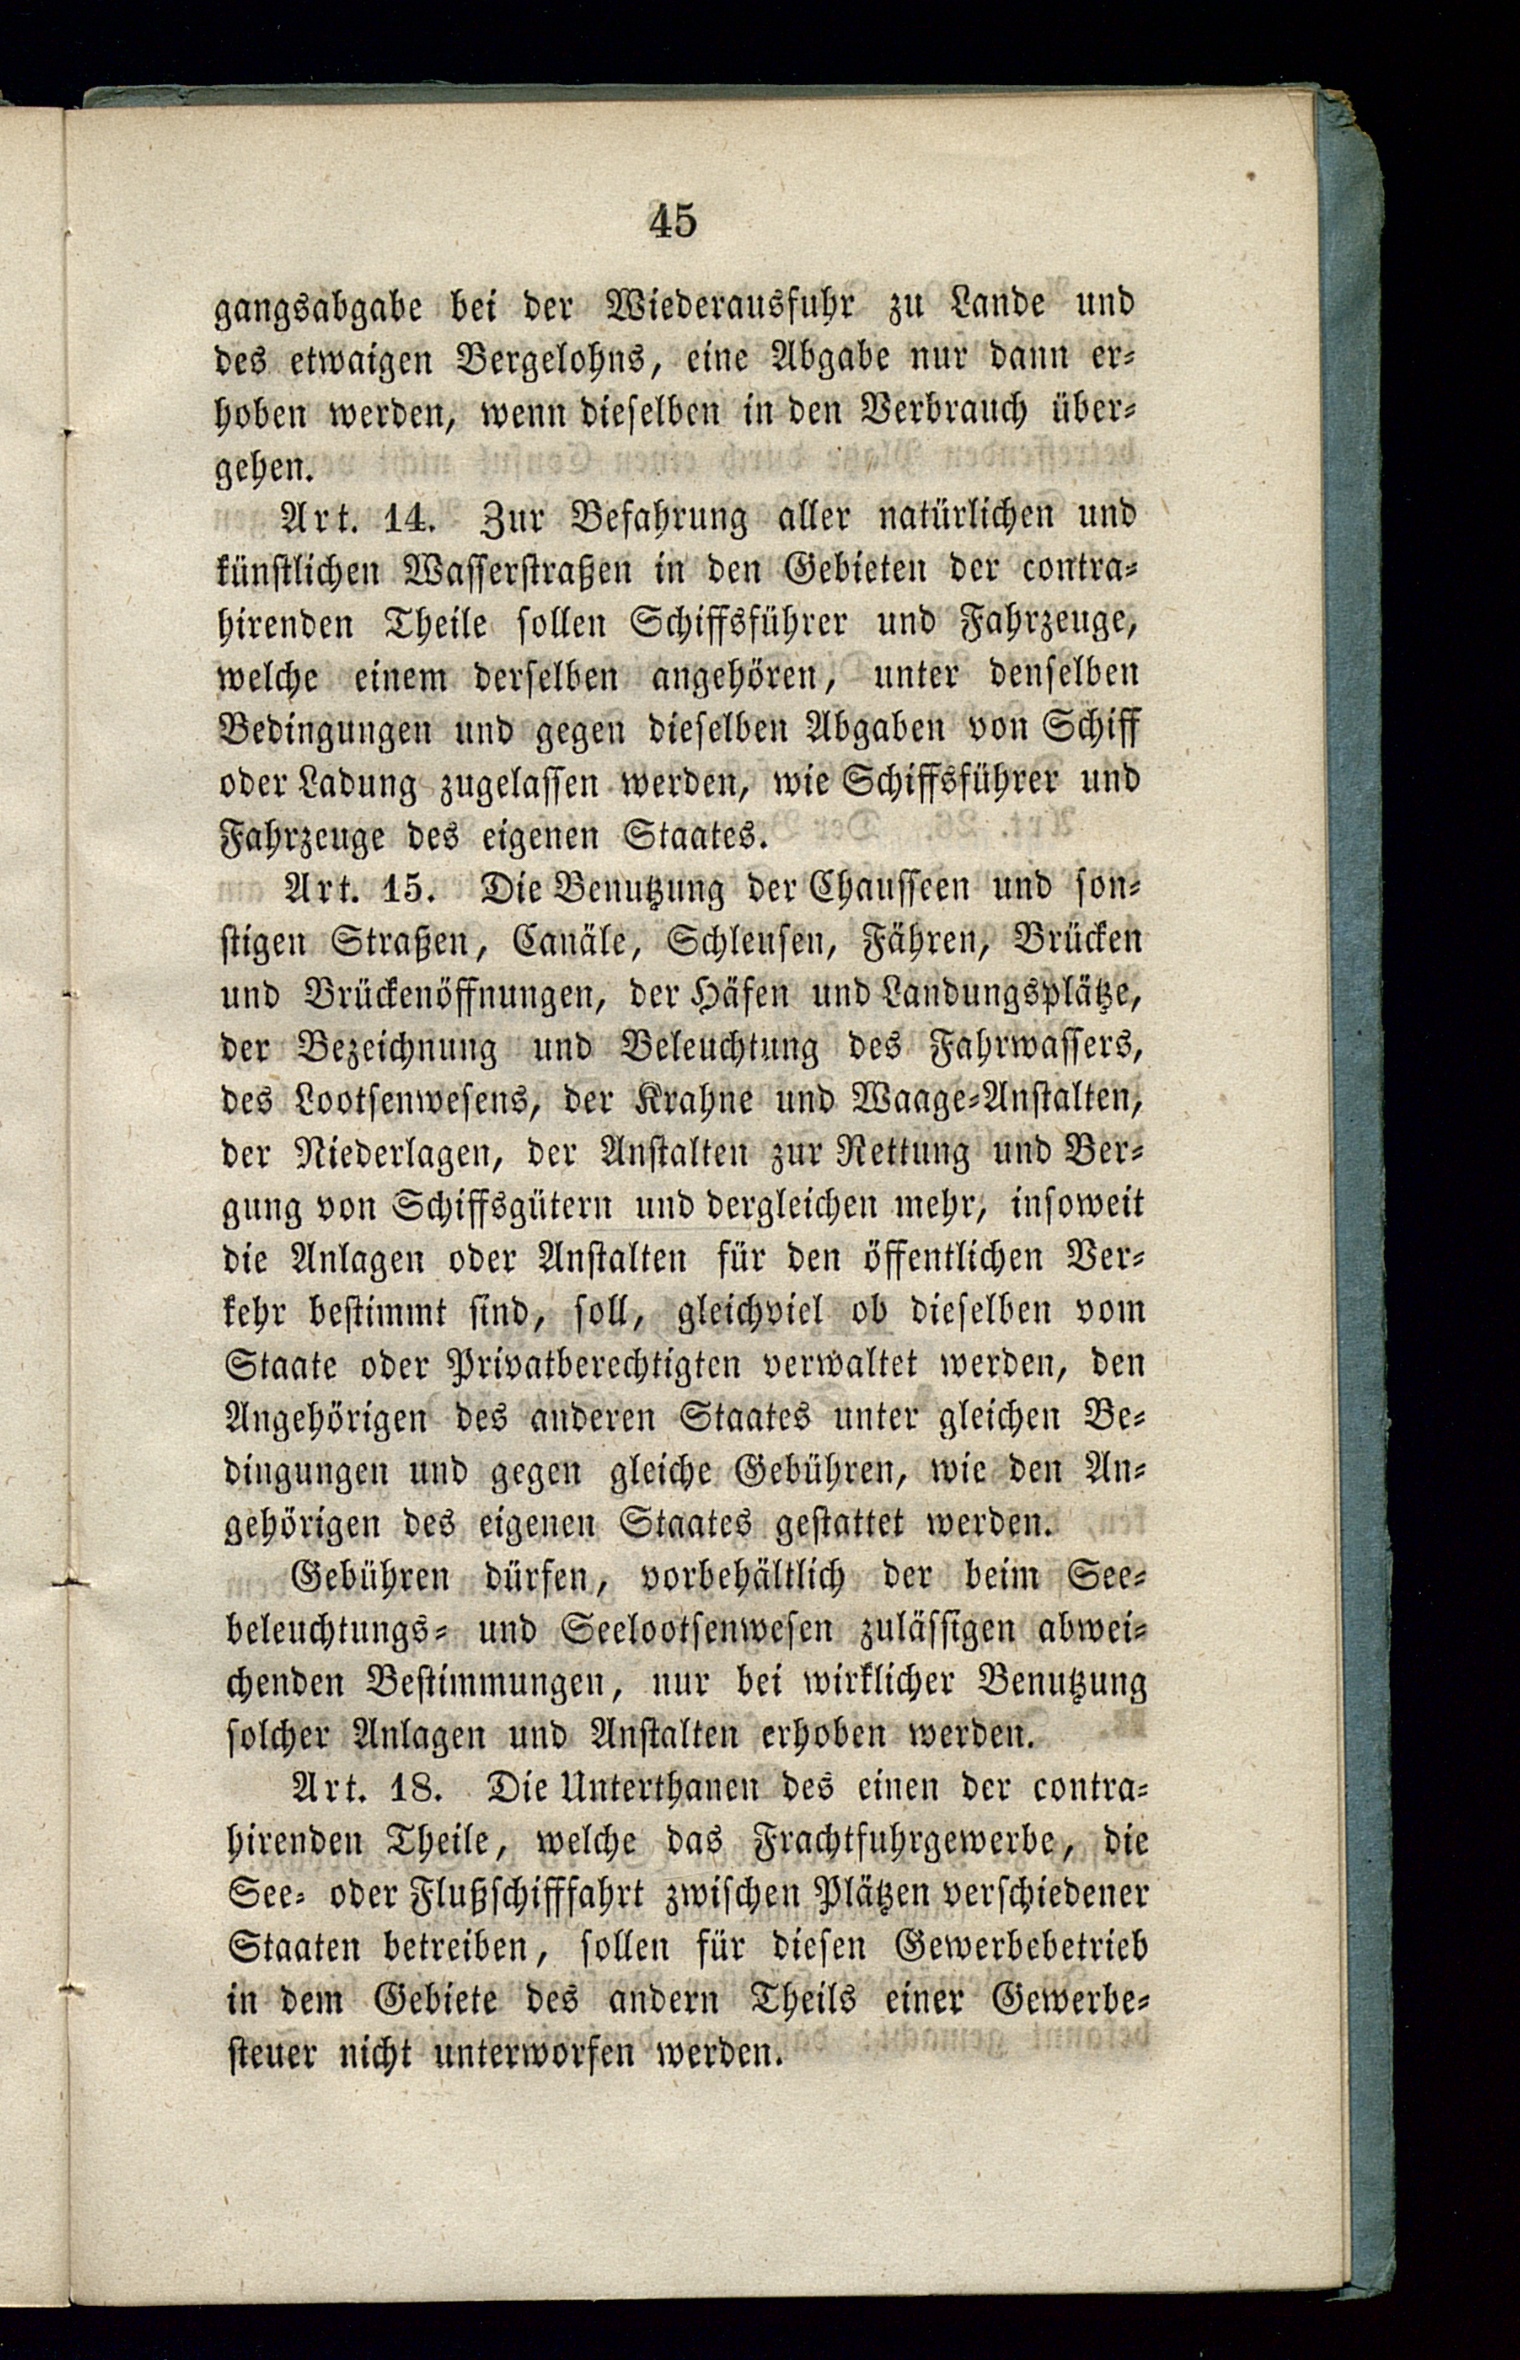 45
gangsabgabe bei der Wiederausfuhr zu Lande und
des etwaigen Bergelohns, eine Abgabe nur dann er-
hoben werden, wenn dieselben in den Verbrauch über-
gehen.
Art. 14. Zur Befahrung aller natürlichen und
künstlichen Wasserstraßen in den Gebieten der contra-
hirenden Theile sollen Schiffsführer und Fahrzeuge,
welche einem derselben angehören, unter denselben
Bedingungen und gegen dieselben Abgaben von Schiff
oder Ladung zugelassen werden, wie Schiffsführer und
Fahrzeuge des eigenen Staates.
Art. 15. Die Benutzung der Chausseen und son-
stigen Straßen, Canäle, Schleusen, Fähren, Brücken
und Brückenöffnungen, der Häfen und Landungsplätze,
der Bezeichnung und Beleuchtung des Fahrwassers,
des Lootsenwesens, der Krahne und Waage-Anstalten,
der Niederlagen, der Anstalten zur Rettung und Ber-
gung von Schiffsgütern und dergleichen mehr, insoweit
die Anlagen oder Anstalten für den öffentlichen Ver-
kehr bestimmt sind, soll, gleichviel ob dieselben vom
Staate oder Privatberechtigten verwaltet werden, den
Angehörigen des anderen Staates unter gleichen Be-
dingungen und gegen gleiche Gebühren, wie den An-
gehörigen des eigenen Staates gestattet werden.
Gebühren dürfen, vorbehältlich der beim See-
beleuchtungs- und Seelootsenwesen zulässigen abwei-
chenden Bestimmungen, nur bei wirklicher Benutzung
solcher Anlagen und Anstalten erhoben werden.
Art. 18. Die Unterthanen des einen der contra-
hirenden Theile, welche das Frachtfuhrgewerbe, die
See- oder Flußschifffahrt zwischen Plätzen verschiedener
Staaten betreiben, sollen für diesen Gewerbebetrieb
in dem Gebiete des andern Theils einer Gewerbe-
steuer nicht unterworfen werden.